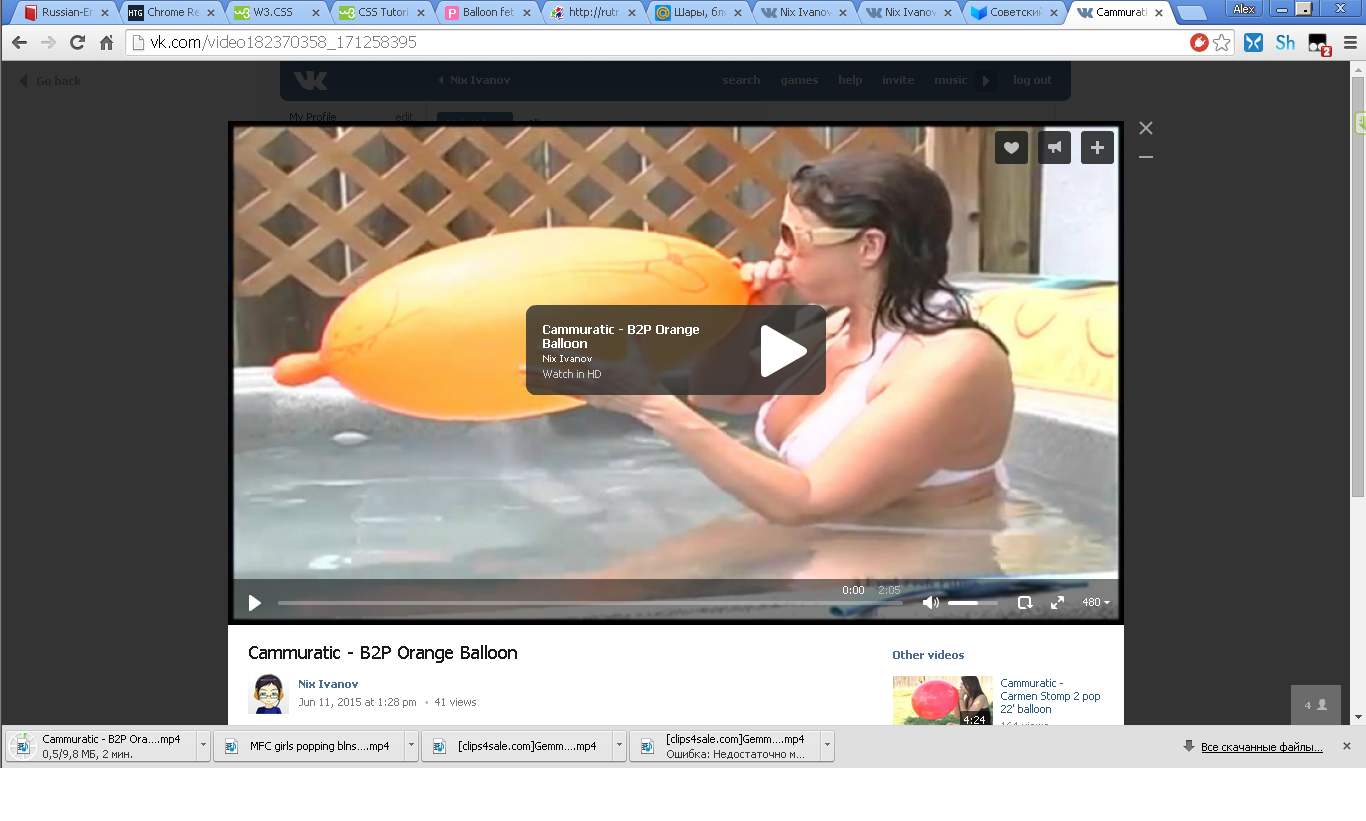 Russian-En
Chrome Re
W3.CSS
CSS Tutori
Balloon fet
http://rutr
Шары, бл
Nix Ivanov
Nix Ivanov
Советский
Cammurati
Alex
vk.com/video182370358_171258395
Sh
2
Go back
Nix Ivanov
search
games
help
invite
music
log out
My Profile
edit
Cammuratic - B2P Orange
Balloon
Nix Ivanov
Watch in HD
0:00
2:05
480
Cammuratic - B2P Orange Balloon
Nix Ivanov
Jun 11, 2015 at 1:28 pm • 41 views
Other videos
Cammuratic -
Carmen Stomp 2 pop
22' balloon
4:24
4
Cammuratic - B2P Ora....mp4
0,5/9,8 МБ, 2 мин.
MFC girls popping blns....mp4
[clips4sale.com]Gemm....mp4
[clips4sale.com]Gemm....mp4
Ошибка: Недостаточно м...
Все скачанные файлы...